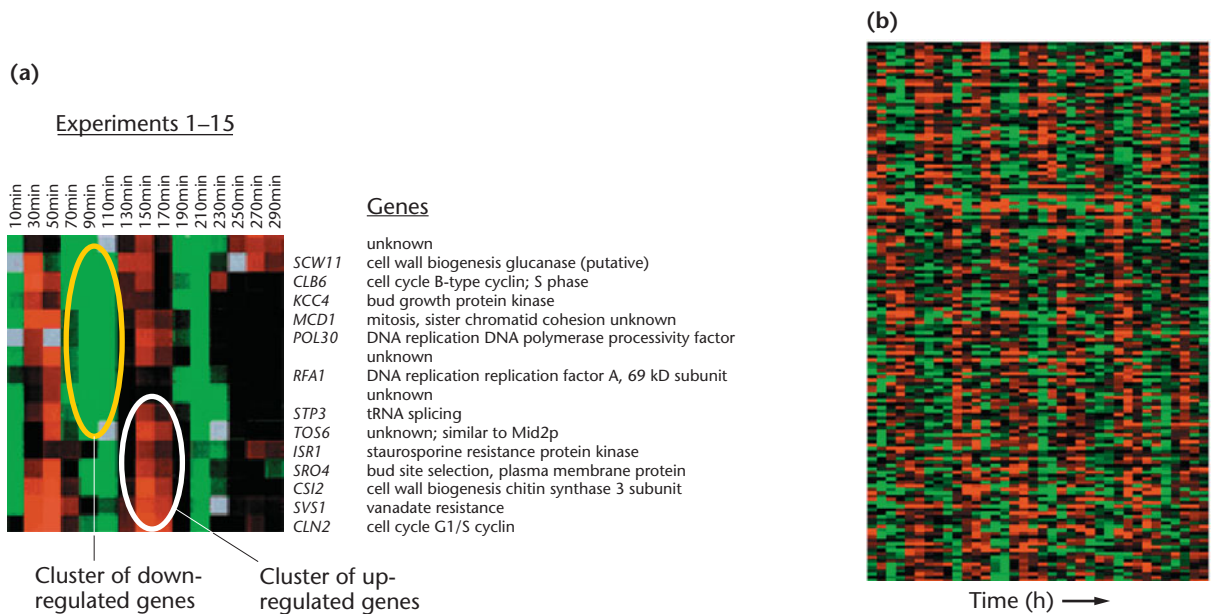 (a)
Experiments 1–15
10min
30min
50min
70min
90min
110min
130min
150min
170min
190min
210min
230min
250min
270min
290min
Genes
unknown
SCW11 cell wall biogenesis glucanase (putative)
CLB6 cell cycle B-type cyclin; S phase
KCC4 bud growth protein kinase
MCD1 mitosis, sister chromatid cohesion unknown
POL30 DNA replication DNA polymerase processivity factor
unknown
RFA1 DNA replication replication factor A, 69 kD subunit
unknown
STP3 tRNA splicing
TOS6 unknown; similar to Mid2p
ISR1 staurosporine resistance protein kinase
SRO4 bud site selection, plasma membrane protein
CSI2 cell wall biogenesis chitin synthase 3 subunit
SVS1 vanadate resistance
CLN2 cell cycle G1/S cyclin
Cluster of down-
regulated genes
Cluster of up-
regulated genes
(b)
Time (h)